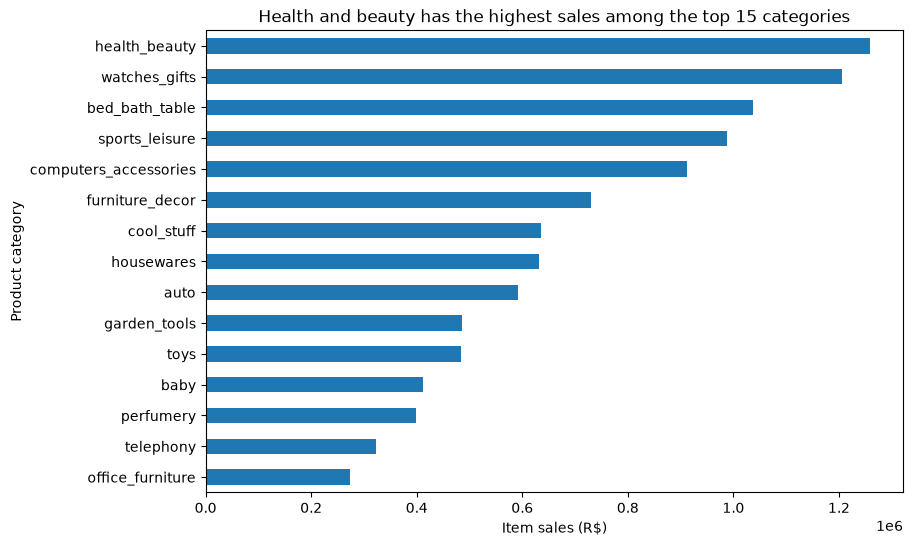 Health and beauty has the highest sales among the top 15 categories
health_beauty
watches_gifts
bed_bath_table
sports_leisure
computers_accessories
furniture_decor
cool_stuff
housewares
auto
garden_tools
toys
baby
perfumery
telephony
office_furniture
Product category
0.0 0.2 0.4 0.6 0.8 1.0 1.2
1e6
Item sales (R$)